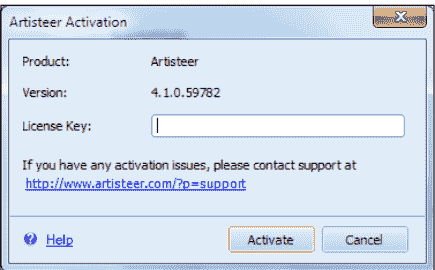 Artisteer Activation
Product: Artisteer
Version: 4.1.0.59782
License Key:
If you have any activation issues, please contact support at
http://www.artisteer.com/?p=support
Help Activate Cancel